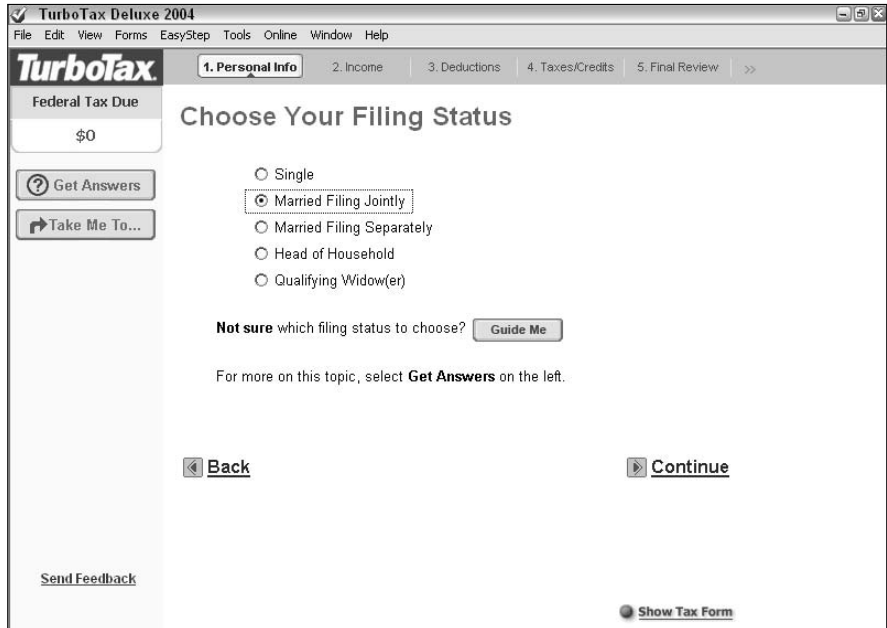 TurboTax Deluxe 2004
File Edit View Forms EasyStep Tools Online Window Help
TurboTax.
1. Personal Info 2. Income 3. Deductions 4. Taxes/Credits 5. Final Review >>
Federal Tax Due
$0
Get Answers
Take Me To...
Choose Your Filing Status
Single
Married Filing Jointly
Married Filing Separately
Head of Household
Qualifying Widow(er)
Not sure which filing status to choose? Guide Me
For more on this topic, select Get Answers on the left.
Back Continue
Send Feedback
Show Tax Form